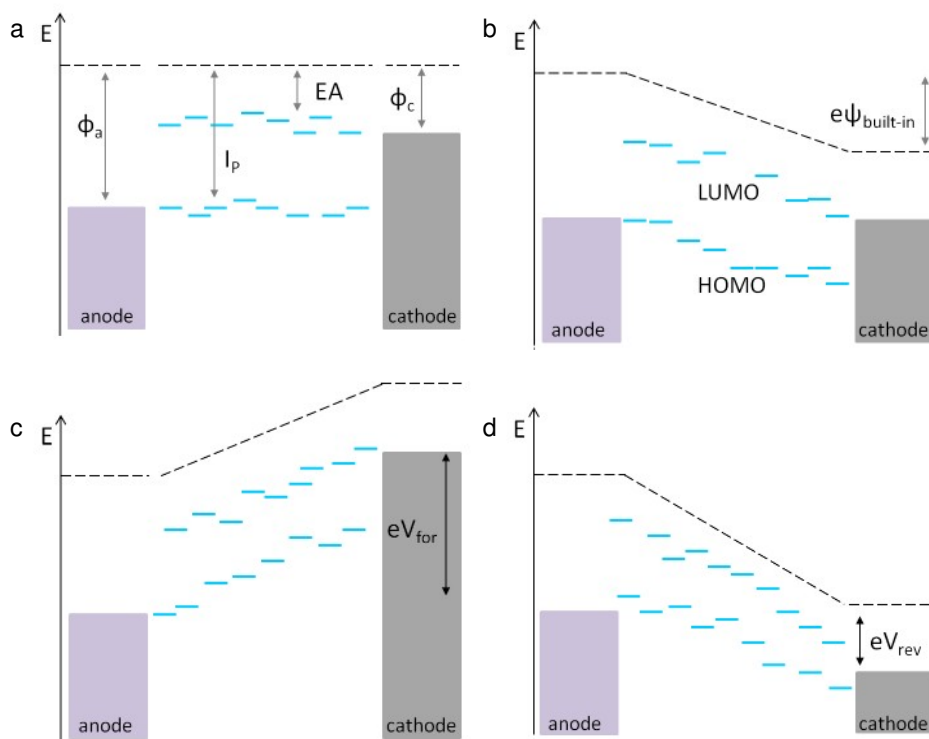 a
E
EA
ϕc
ϕa
IP
anode
cathode
b
E
eψbuilt-in
LUMO
HOMO
anode
cathode
c
E
eVfor
anode
cathode
d
E
eVrev
anode
cathode